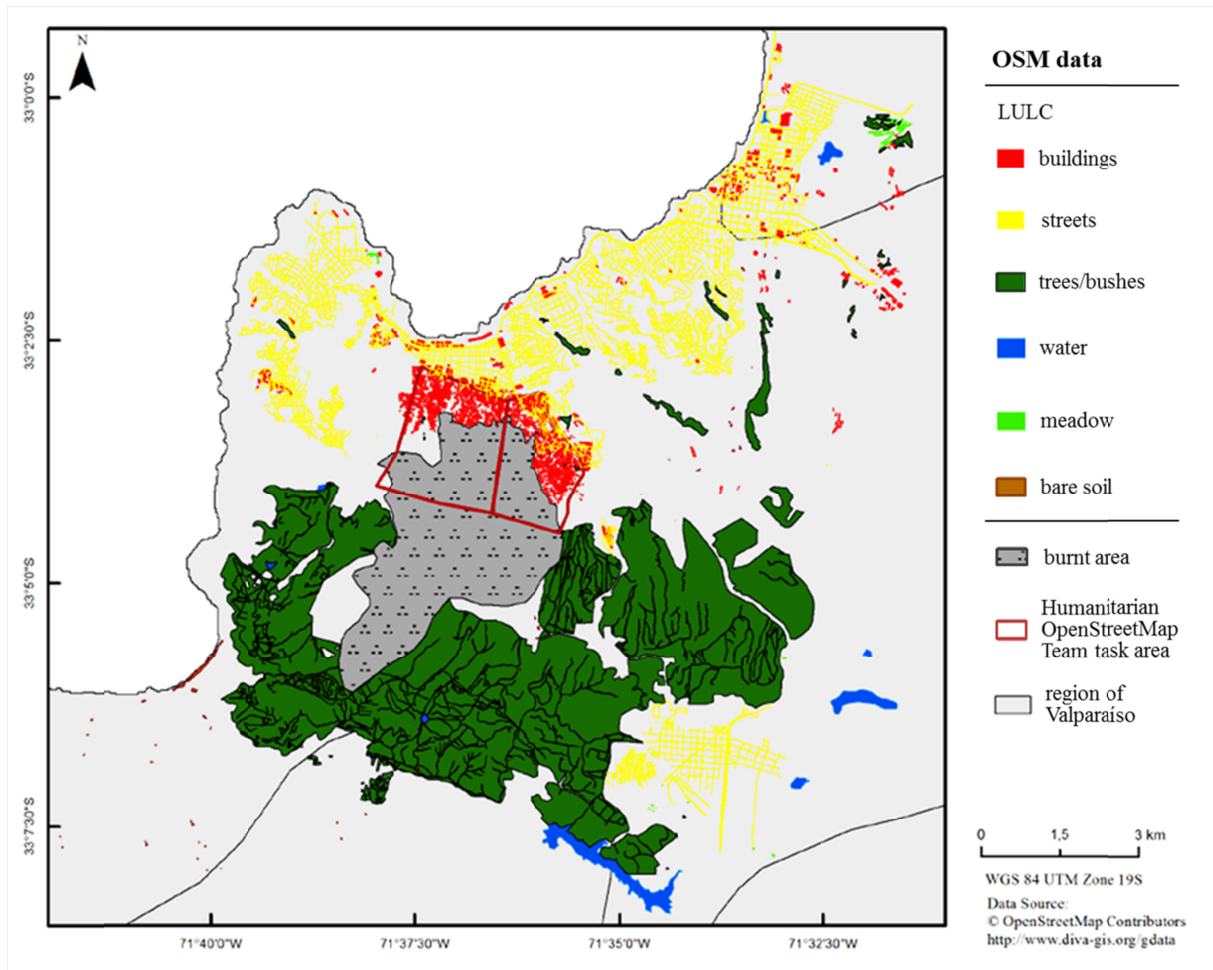 N
33°0'0"S
33°2'30"S
33°5'0"S
33°7'30"S
71°40'0"W
71°37'30"W
71°35'0"W
71°32'30"W
OSM data
LULC
buildings
streets
trees/bushes
water
meadow
bare soil
burnt area
Humanitarian
OpenStreetMap
Team task area
region of
Valparaíso
0 1,5 3 km
WGS 84 UTM Zone 19S
Data Source:
© OpenStreetMap Contributors
http://www.diva-gis.org/gdata